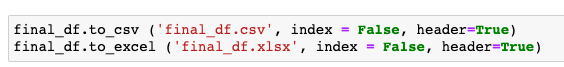 final_df.to_csv ('final_df.csv', index = False, header=True)
final_df.to_excel ('final_df.xlsx', index = False, header=True)